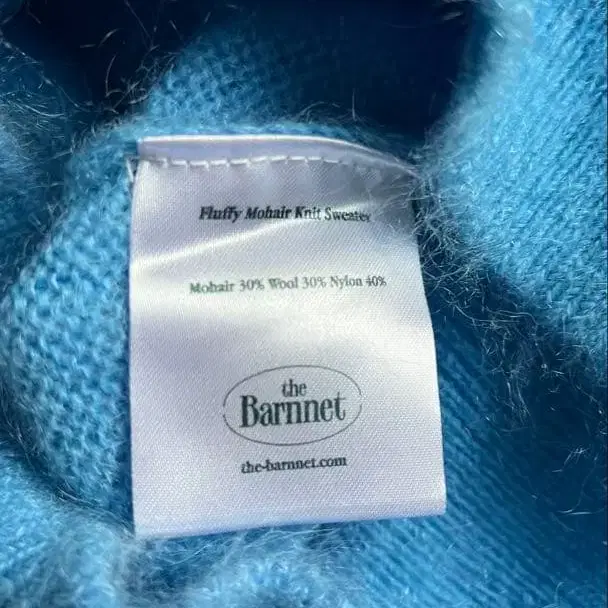 Fluffy Mohair Knit Sweater
Mohair 30% Wool 30% Nylon 40%
the
Barnnet
the-barnnet.com